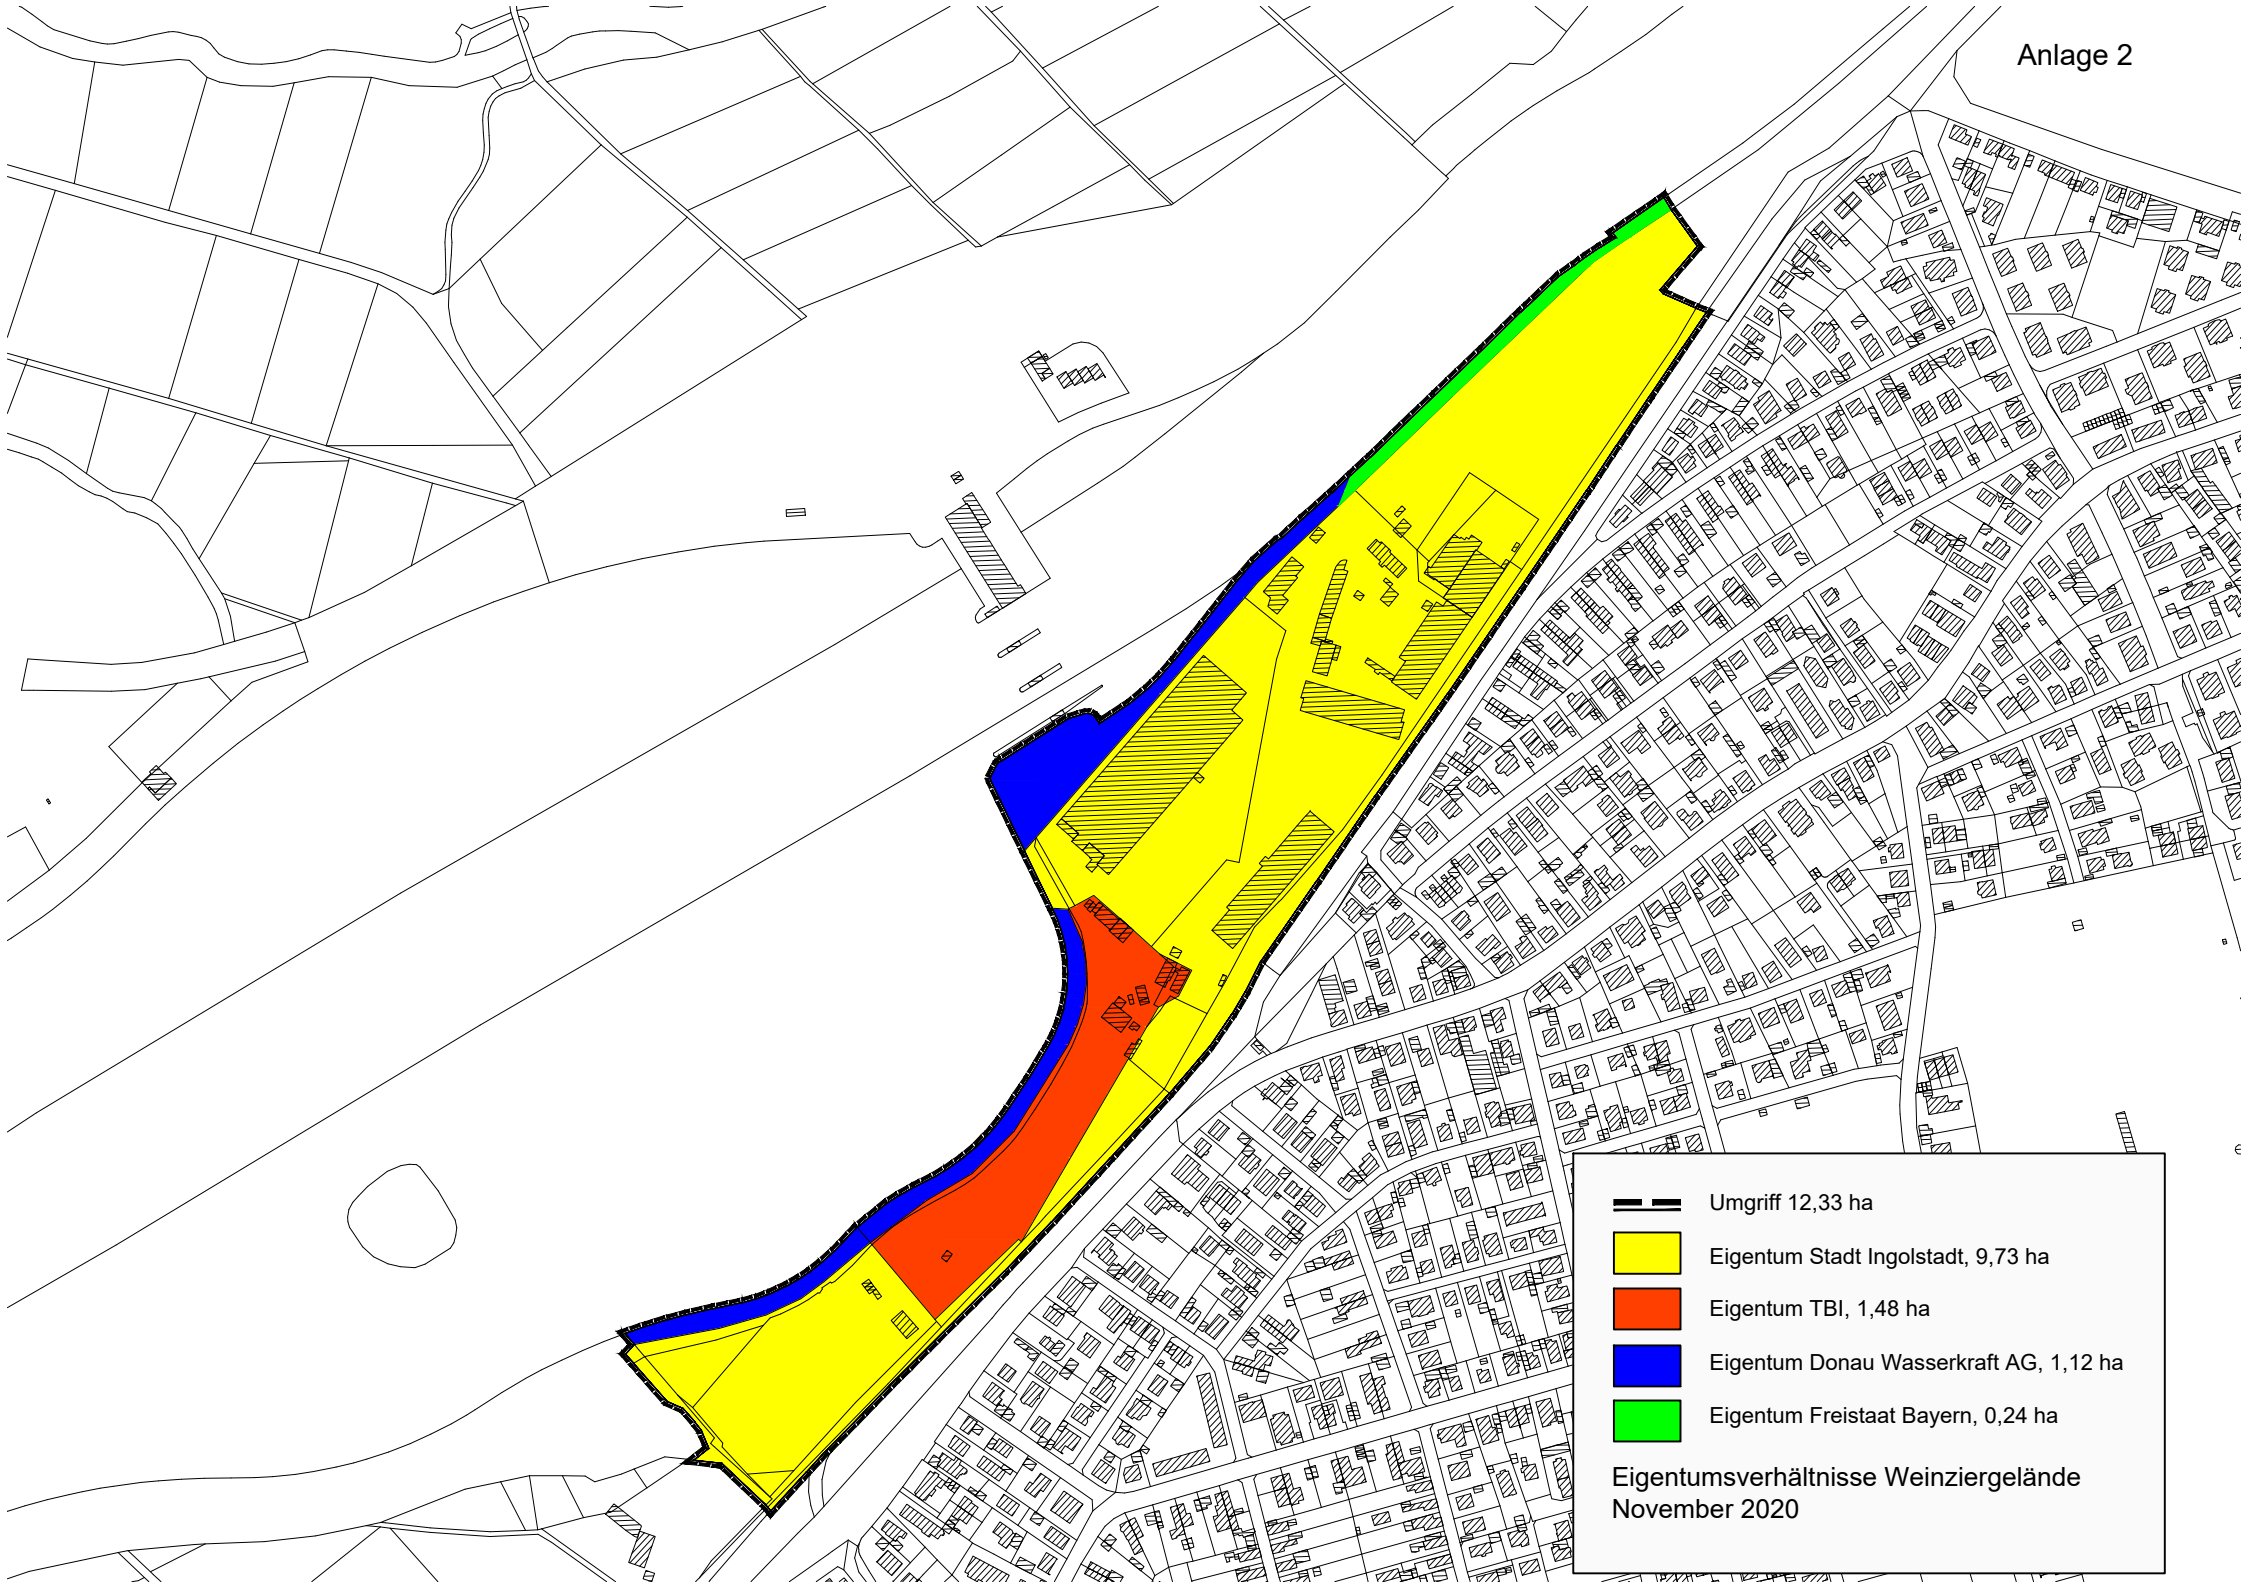 Anlage 2
Umgriff 12,33 ha
Eigentum Stadt Ingolstadt, 9,73 ha
Eigentum TBI, 1,48 ha
Eigentum Donau Wasserkraft AG, 1,12 ha
Eigentum Freistaat Bayern, 0,24 ha
Eigentumsverhältnisse Weinziergelände
November 2020